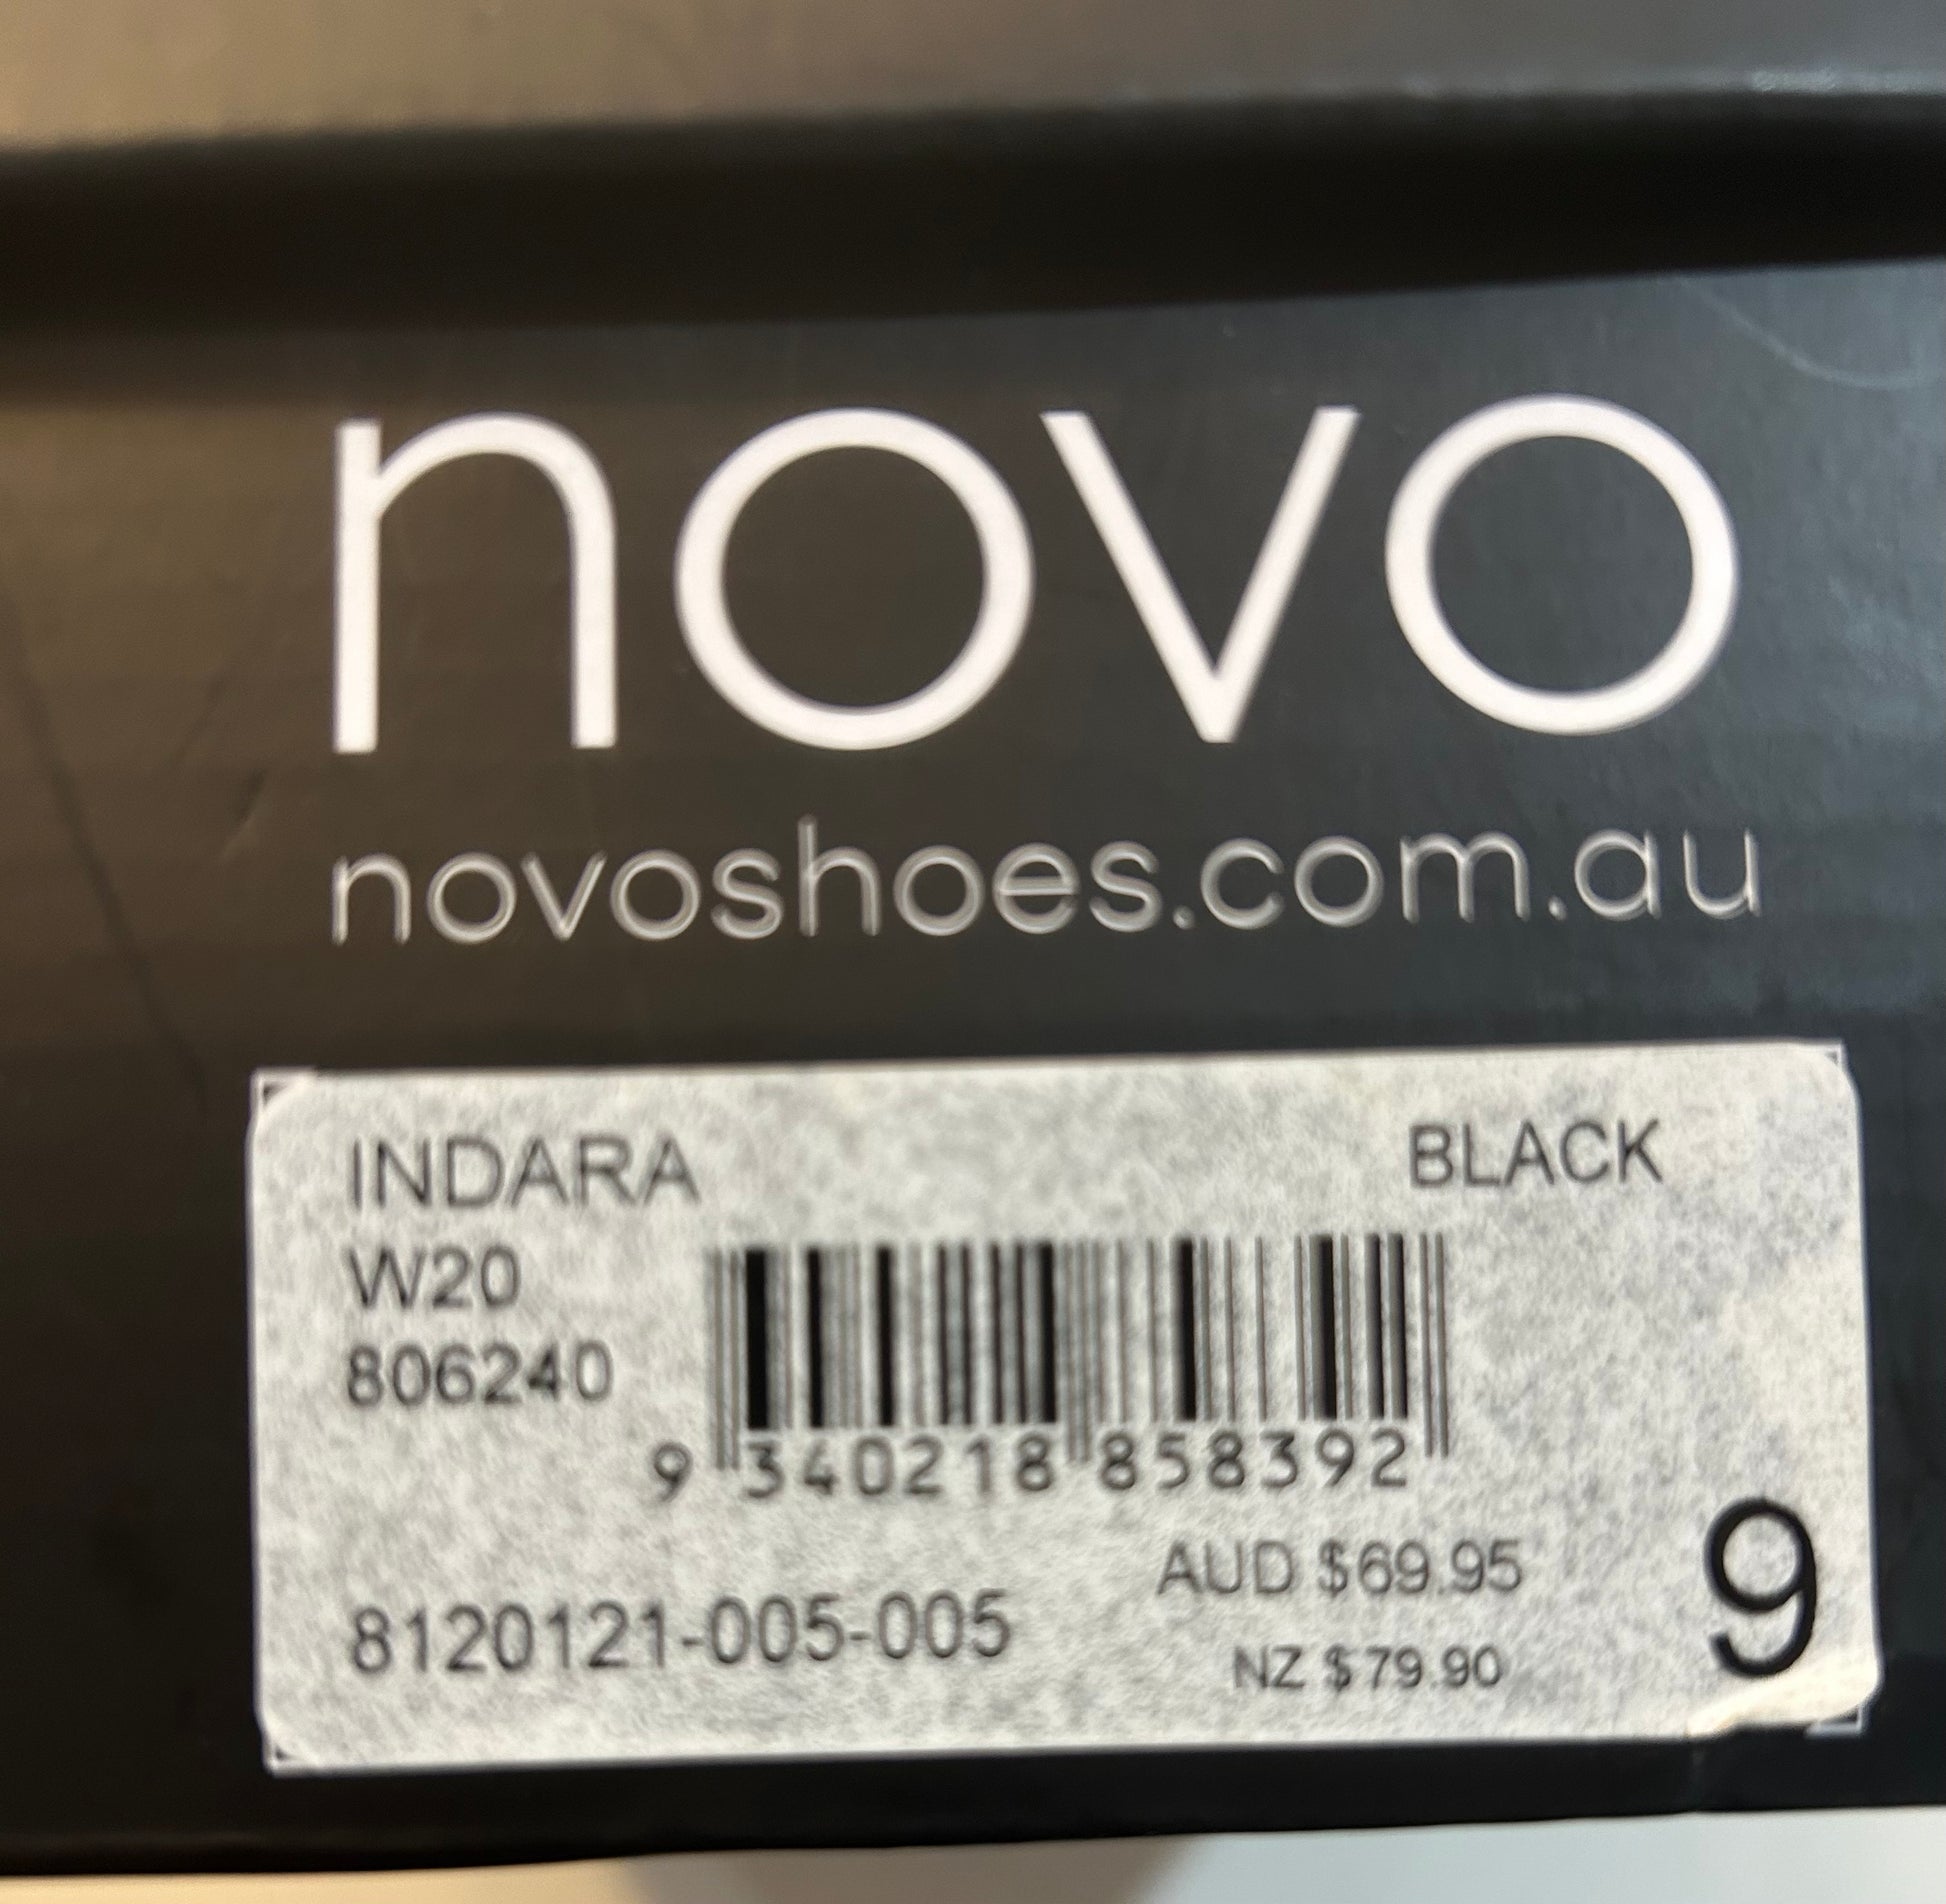 novo
novoshoes.com.au
INDARA BLACK
W20
806240
9 340218 858392
AUD $69.95
8120121-005-005
NZ $79.90
9